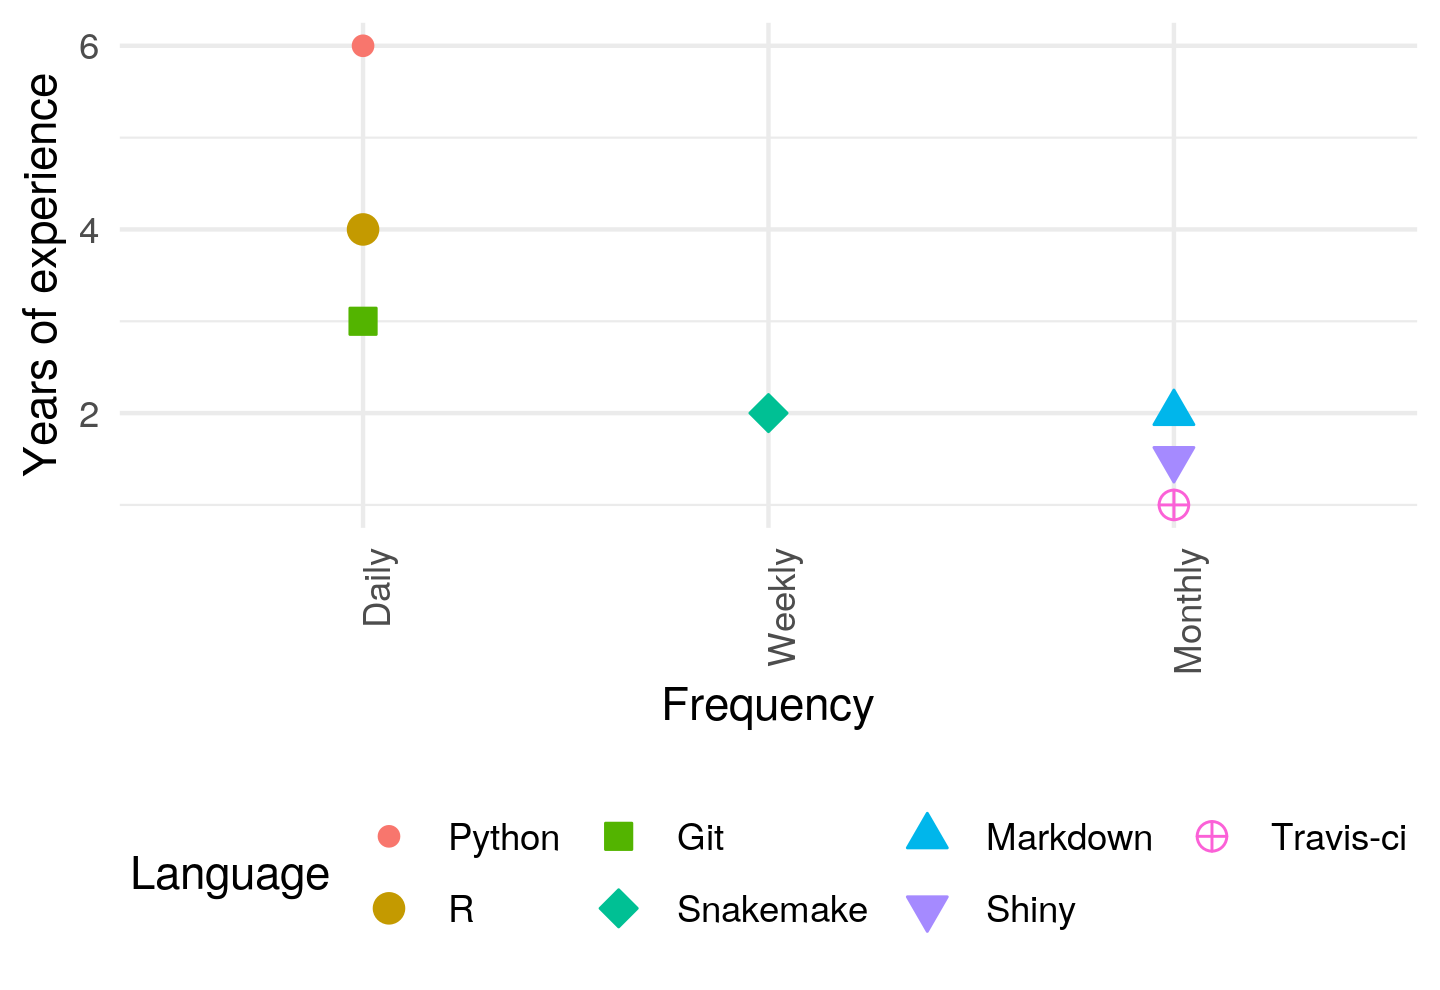 Years of experience
6
4
2
Daily
Weekly
Monthly
Frequency
Language
Python
Git
Markdown
Travis-ci
R
Snakemake
Shiny